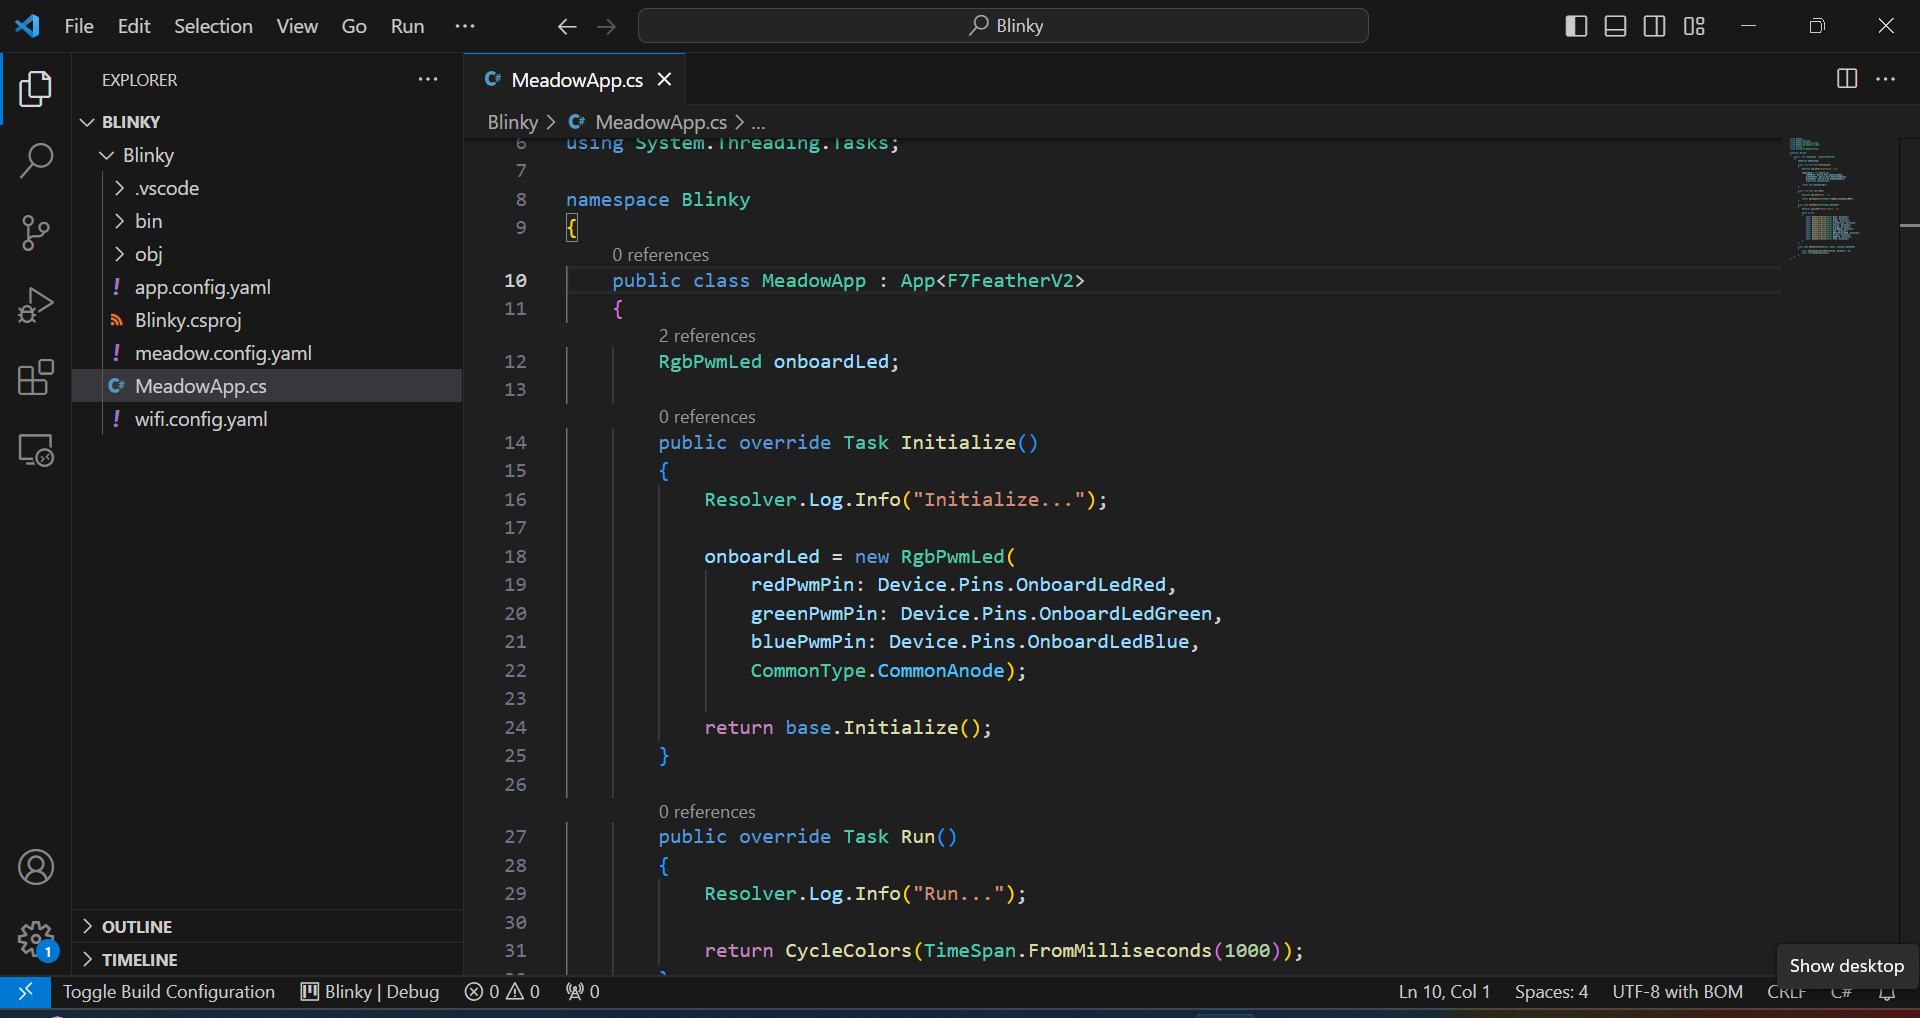 File Edit Selection View Go Run ... Blinky
EXPLORER ...
MeadowApp.cs
BLINKY
Blinky > MeadowApp.cs > ...
Blinky
.vscode
bin
obj
! app.config.yaml
Blinky.csproj
! meadow.config.yaml
C# MeadowApp.cs
! wifi.config.yaml
6 using System.Threading.Tasks;
7
8 namespace Blinky
9 {
0 references
10 public class MeadowApp : App<F7FeatherV2>
11 {
2 references
12 RgbPwmLed onboardLed;
13
0 references
14 public override Task Initialize()
15 {
16 Resolver.Log.Info("Initialize...");
17
18 onboardLed = new RgbPwmLed(
19 redPwmPin: Device.Pins.OnboardLedRed,
20 greenPwmPin: Device.Pins.OnboardLedGreen,
21 bluePwmPin: Device.Pins.OnboardLedBlue,
22 CommonType.CommonAnode);
23
24 return base.Initialize();
25 }
26
0 references
27 public override Task Run()
28 {
29 Resolver.Log.Info("Run...");
30
31 return CycleColors(TimeSpan.FromMilliseconds(1000));
OUTLINE
1
TIMELINE
Show desktop
Toggle Build Configuration Blinky | Debug 0 0 0 Ln 10, Col 1 Spaces: 4 UTF-8 with BOM CRLF C#